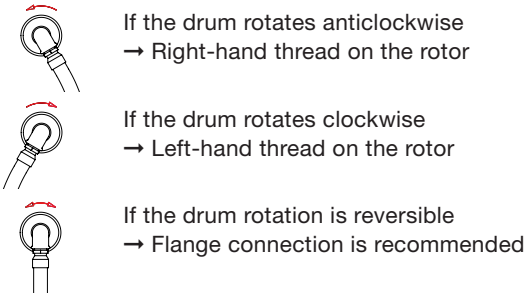 If the drum rotates anticlockwise
→ Right-hand thread on the rotor
If the drum rotates clockwise
→ Left-hand thread on the rotor
If the drum rotation is reversible
→ Flange connection is recommended